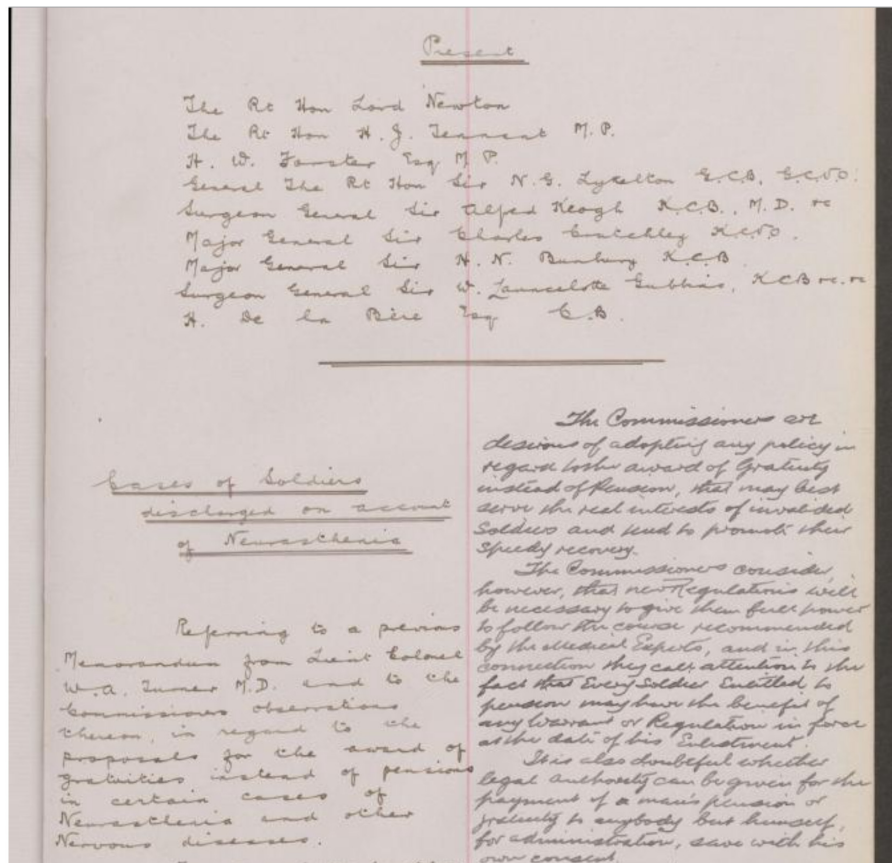 Present
The Rt Hon Lord Newton
The Rt Hon H. J. Tennant M.P.
H. W. Forster Esq M.P.
General The Rt Hon Sir N. G. Lyttelton G.C.B. G.C.V.O.
Surgeon General Sir Alfred Keogh K.C.B., M.D. &c
Major General Sir Charles Crutchley K.C.V.O.
Major General Sir H. N. Bunbury K.C.B.
Surgeon General Sir W. Launcelotte Gubbins, KCB &c. &c
H. De la Bère Esq C.B.
Cases of Soldiers
discharged on account
of Neurasthenia
Referring to a previous
Memorandum from Lieut Colonel
W. A. Turner M.D. and to the
Commissioners observations
thereon, in regard to the
proposals for the award of
gratuities instead of pensions
in certain cases of
Neurasthenia and other
Nervous diseases.
The Commissioners are
desirous of adopting any policy in
regard to the award of Gratuity
instead of Pension, that may best
serve the real interests of invalided
Soldiers and tend to promote their
speedy recovery.
The Commissioners consider,
however, that new Regulations will
be necessary to give them full power
to follow the course recommended
by the Medical Experts, and in this
connection they call attention to the
fact that Every Soldier Entitled to
pension may have the benefit of
any Warrant or Regulation in force
at the date of his Enlistment.
It is also doubtful whether
legal authority can be given for the
payment of a man's pension or
gratuity to anybody but himself,
for administration, save with his
own consent.